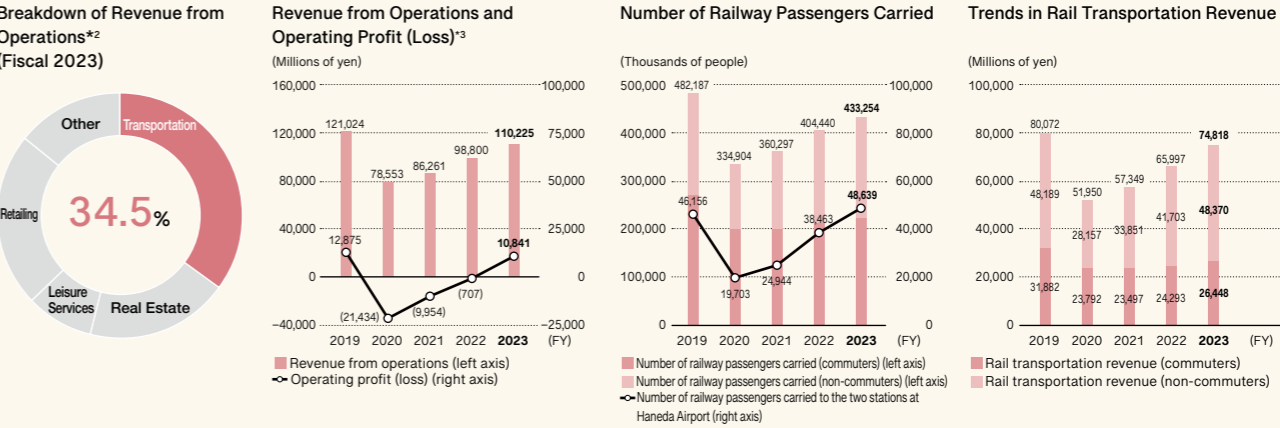 Breakdown of Revenue from
Operations*2
(Fiscal 2023)
Other
Transportation
Retailing
34.5%
Leisure
Services
Real Estate
Revenue from Operations and
Operating Profit (Loss)*3
(Millions of yen)
160,000
120,000
80,000
40,000
0
−40,000
100,000
75,000
50,000
25,000
0
−25,000
121,024
78,553
86,261
98,800
110,225
12,875
(21,434)
(9,954)
(707)
10,841
2019 2020 2021 2022 2023 (FY)
Revenue from operations (left axis)
Operating profit (loss) (right axis)
Number of Railway Passengers Carried
(Thousands of people)
500,000
400,000
300,000
200,000
100,000
0
100,000
80,000
60,000
40,000
20,000
0
482,187
334,904
360,297
404,440
433,254
46,156
19,703
24,944
38,463
48,639
2019 2020 2021 2022 2023 (FY)
Number of railway passengers carried (commuters) (left axis)
Number of railway passengers carried (non-commuters) (left axis)
Number of railway passengers carried to the two stations at
Haneda Airport (right axis)
Trends in Rail Transportation Revenue
(Millions of yen)
100,000
80,000
60,000
40,000
20,000
0
80,072
51,950
57,349
65,997
74,818
48,189
28,157
33,851
41,703
48,370
31,882
23,792
23,497
24,293
26,448
2019 2020 2021 2022 2023 (FY)
Rail transportation revenue (commuters)
Rail transportation revenue (non-commuters)